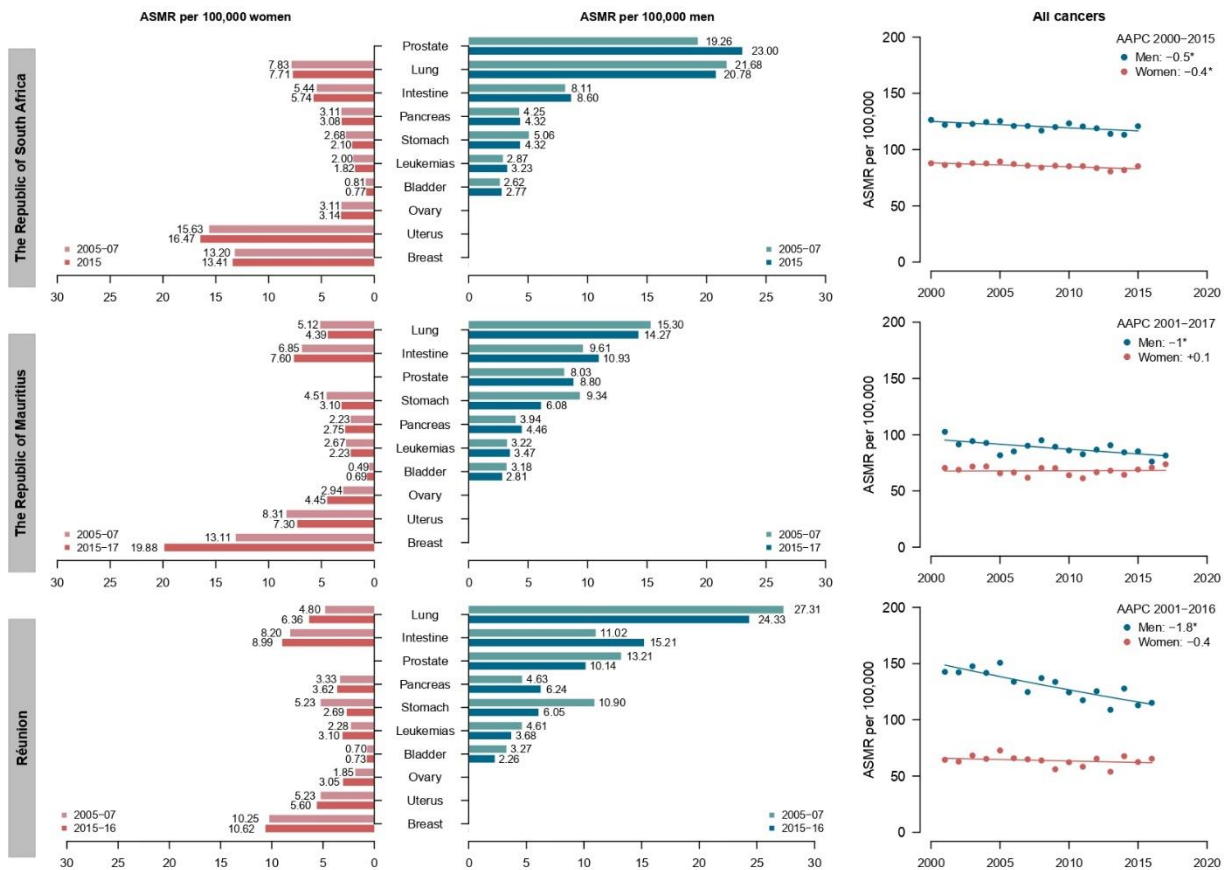 ASMR per 100,000 women
ASMR per 100,000 men
All cancers
The Republic of South Africa
Prostate 19.26
23.00
7.83 Lung 21.68
7.71 20.78
5.44 Intestine 8.11
5.74 8.60
3.11 Pancreas 4.25
3.08 4.32
2.68 Stomach 5.06
2.10 4.32
2.00 Leukemias 2.87
1.82 3.23
0.81 Bladder 2.62
0.77 2.77
3.11 Ovary
3.14
15.63 Uterus
16.47
13.20 Breast
13.41
2005−07
2015
2005−07
2015
30 25 20 15 10 5 0
0 5 10 15 20 25 30
AAPC 2000−2015
Men: −0.5*
Women: −0.4*
ASMR per 100,000
200
150
100
50
0
2000 2005 2010 2015 2020
The Republic of Mauritius
5.12 Lung 15.30
4.39 14.27
6.85 Intestine 9.61
7.60 10.93
Prostate 8.03
8.80
4.51 Stomach 9.34
3.10 6.08
2.23 Pancreas 3.94
2.75 4.46
2.67 Leukemias 3.22
2.23 3.47
0.49 Bladder 3.18
0.69 2.81
2.94 Ovary
4.45
8.31 Uterus
7.30
13.11 Breast
19.88
2005−07
2015−17
2005−07
2015−17
30 25 20 15 10 5 0
0 5 10 15 20 25 30
AAPC 2001−2017
Men: −1*
Women: +0.1
ASMR per 100,000
200
150
100
50
0
2000 2005 2010 2015 2020
Réunion
4.80 Lung 27.31
6.36 24.33
8.20 Intestine 11.02
8.99 15.21
Prostate 13.21
10.14
3.33 Pancreas 4.63
3.62 6.24
5.23 Stomach 10.90
2.69 6.05
2.28 Leukemias 4.61
3.10 3.68
0.70 Bladder 3.27
0.73 2.26
1.85 Ovary
3.05
5.23 Uterus
5.60
10.25 Breast
10.62
2005−07
2015−16
2005−07
2015−16
30 25 20 15 10 5 0
0 5 10 15 20 25 30
AAPC 2001−2016
Men: −1.8*
Women: −0.4
ASMR per 100,000
200
150
100
50
0
2000 2005 2010 2015 2020